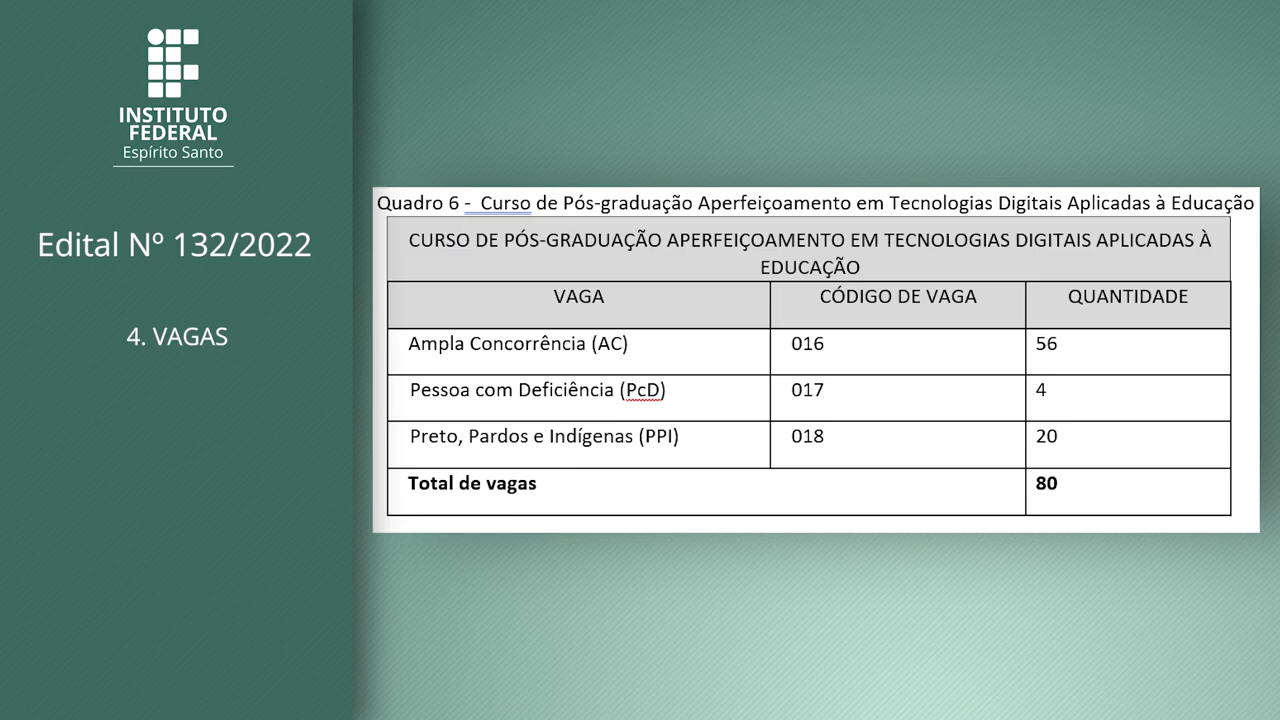 INSTITUTO
FEDERAL
Espírito Santo
Edital Nº 132/2022
4. VAGAS
Quadro 6 - Curso de Pós-graduação Aperfeiçoamento em Tecnologias Digitais Aplicadas à Educação
CURSO DE PÓS-GRADUAÇÃO APERFEIÇOAMENTO EM TECNOLOGIAS DIGITAIS APLICADAS À
EDUCAÇÃO
VAGA CÓDIGO DE VAGA QUANTIDADE
Ampla Concorrência (AC) 016 56
Pessoa com Deficiência (PcD) 017 4
Preto, Pardos e Indígenas (PPI) 018 20
Total de vagas 80